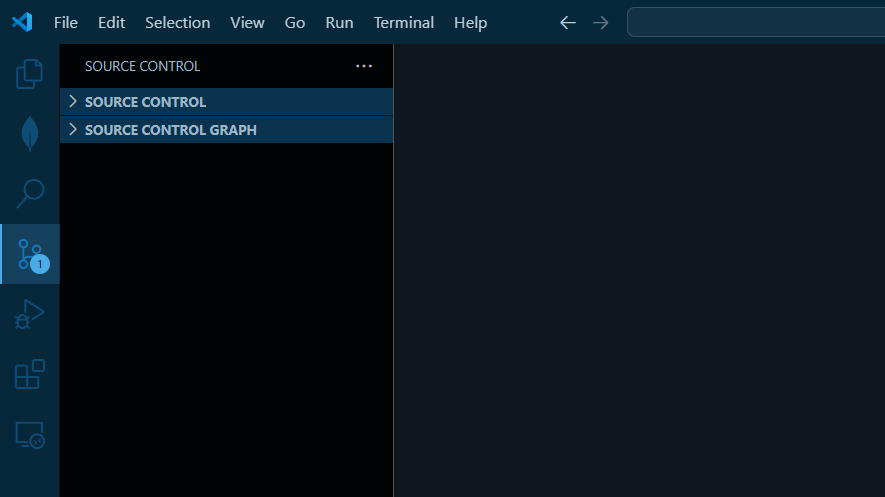 File Edit Selection View Go Run Terminal Help
SOURCE CONTROL
SOURCE CONTROL
SOURCE CONTROL GRAPH
1